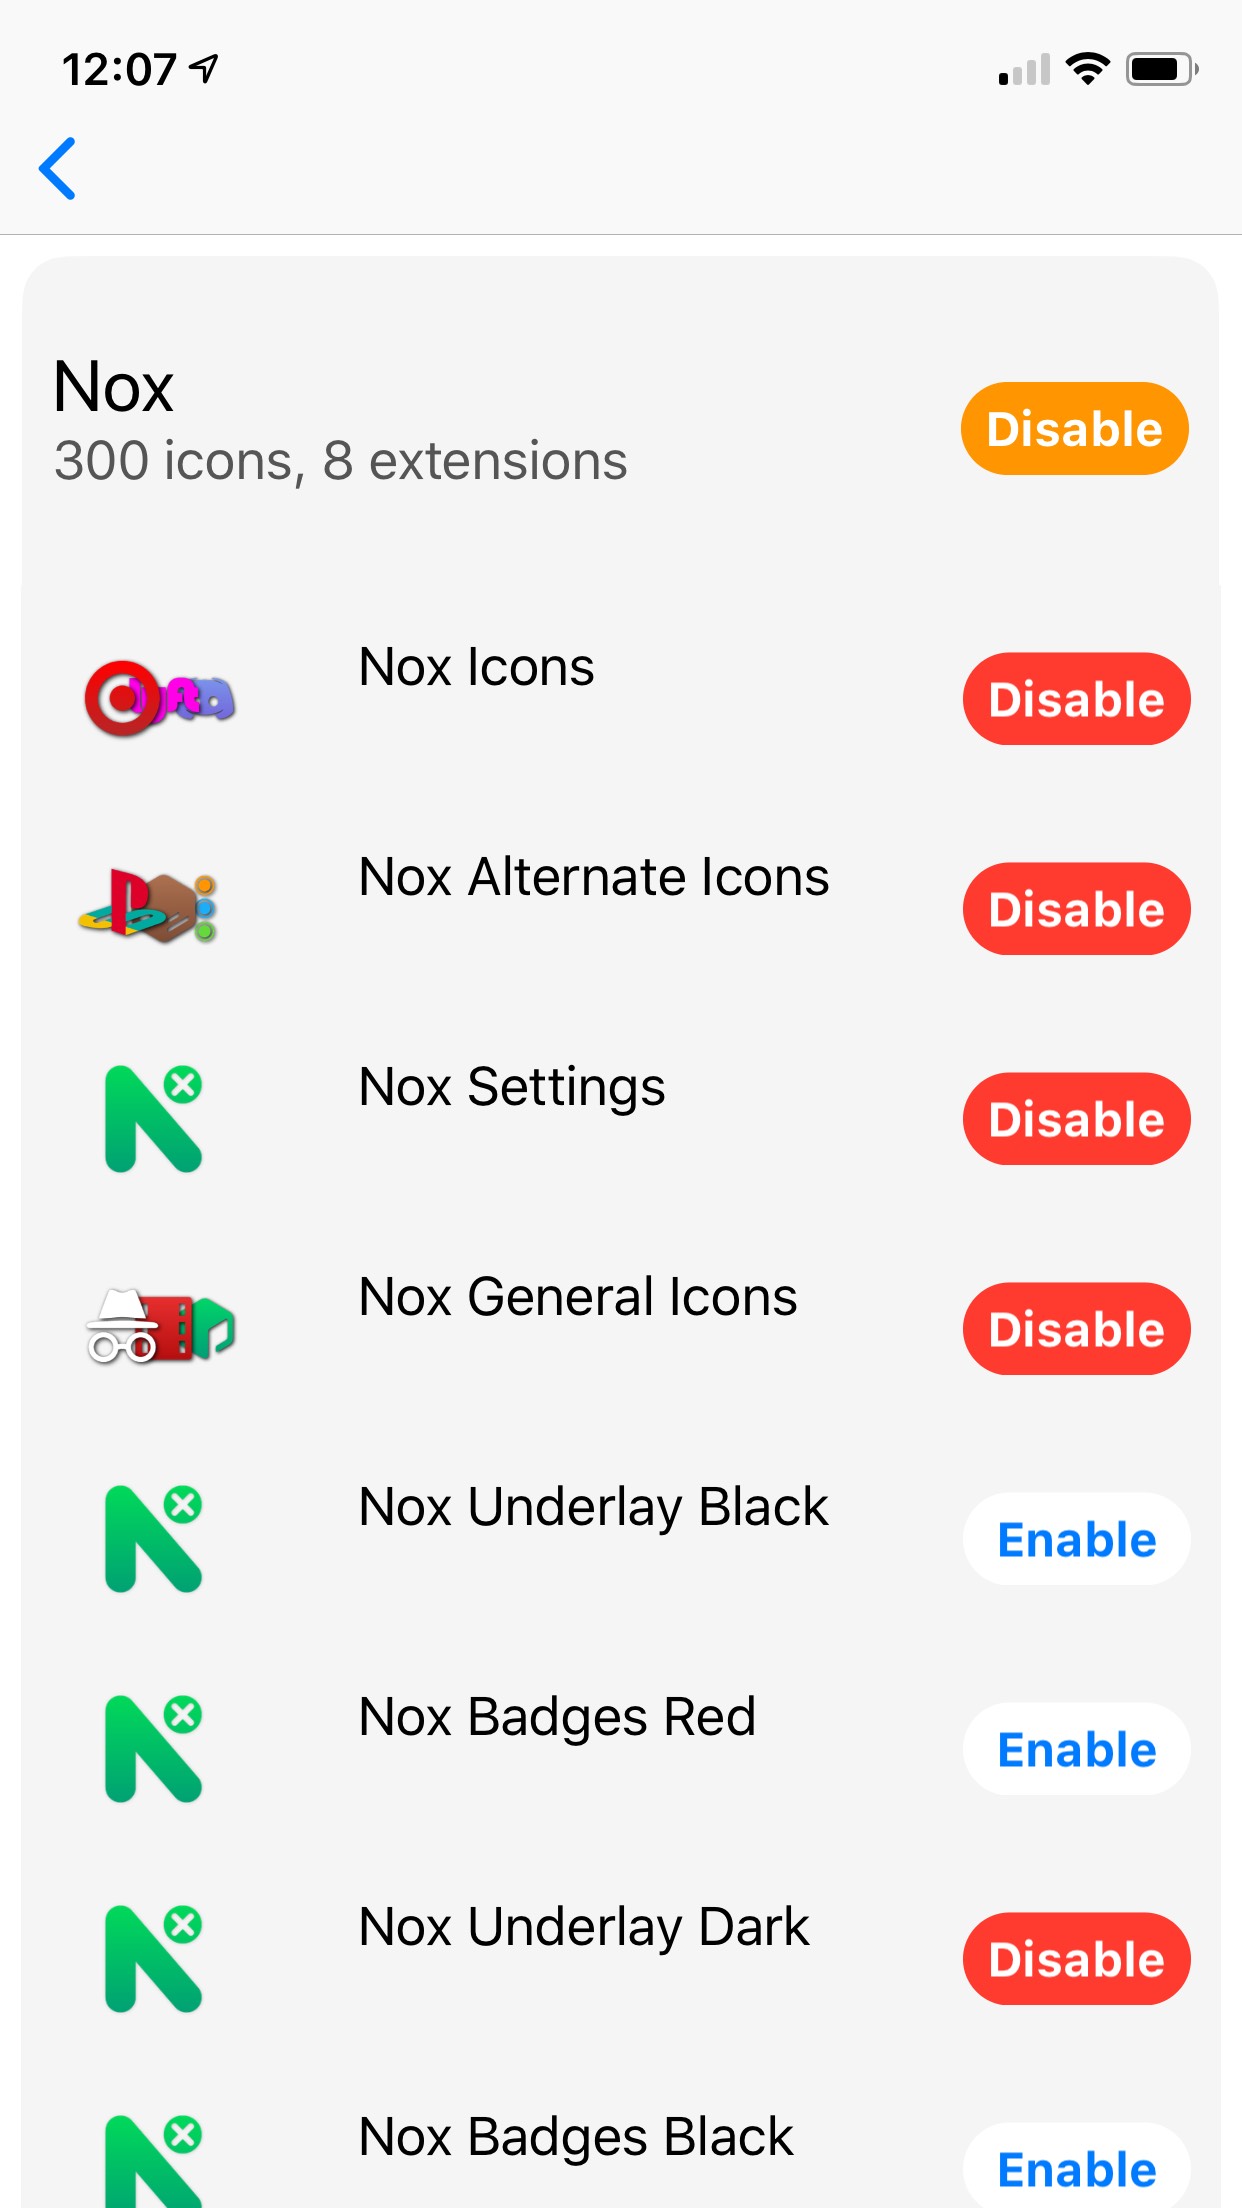 12:07
Nox
300 icons, 8 extensions
Disable
Nox Icons
Disable
Nox Alternate Icons
Disable
Nox Settings
Disable
Nox General Icons
Disable
Nox Underlay Black
Enable
Nox Badges Red
Enable
Nox Underlay Dark
Disable
Nox Badges Black
Enable